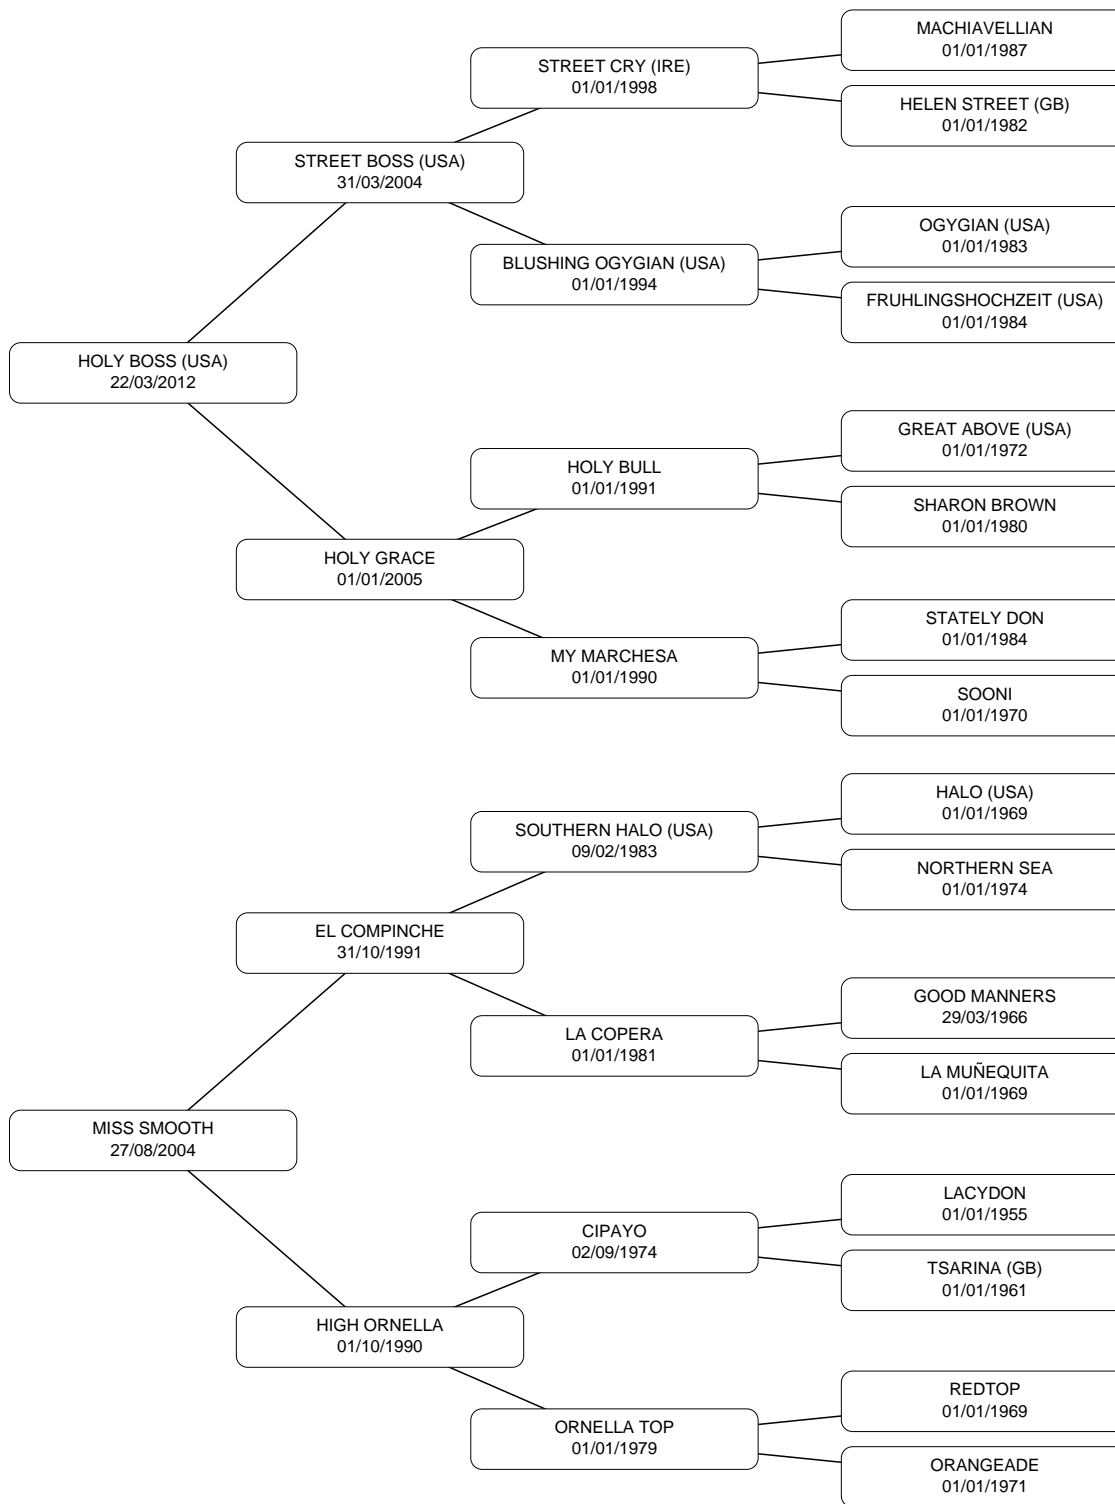 MACHIAVELLIAN
01/01/1987
STREET CRY (IRE)
01/01/1998
HELEN STREET (GB)
01/01/1982
STREET BOSS (USA)
31/03/2004
OGYGIAN (USA)
01/01/1983
BLUSHING OGYGIAN (USA)
01/01/1994
FRUHLINGSHOCHZEIT (USA)
01/01/1984
HOLY BOSS (USA)
22/03/2012
GREAT ABOVE (USA)
01/01/1972
HOLY BULL
01/01/1991
SHARON BROWN
01/01/1980
HOLY GRACE
01/01/2005
STATELY DON
01/01/1984
MY MARCHESA
01/01/1990
SOONI
01/01/1970
HALO (USA)
01/01/1969
SOUTHERN HALO (USA)
09/02/1983
NORTHERN SEA
01/01/1974
EL COMPINCHE
31/10/1991
GOOD MANNERS
29/03/1966
LA COPERA
01/01/1981
LA MUÑEQUITA
01/01/1969
MISS SMOOTH
27/08/2004
LACYDON
01/01/1955
CIPAYO
02/09/1974
TSARINA (GB)
01/01/1961
HIGH ORNELLA
01/10/1990
REDTOP
01/01/1969
ORNELLA TOP
01/01/1979
ORANGEADE
01/01/1971